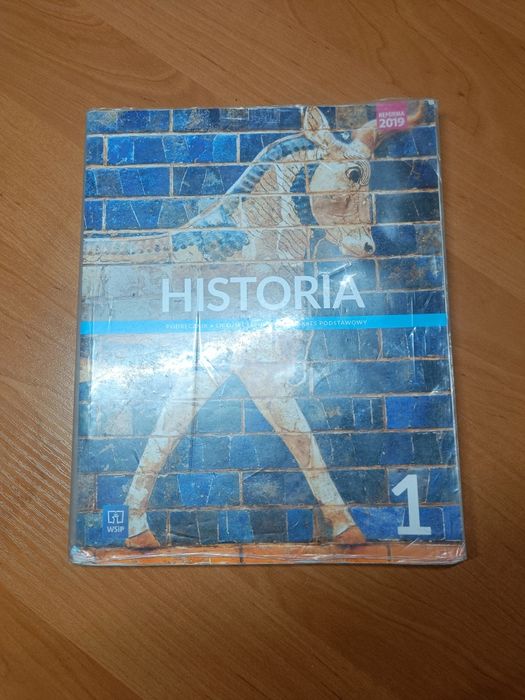 REFORMA
2019
HISTORIA
PODRĘCZNIK • ZAKRES PODSTAWOWY
1
WSiP